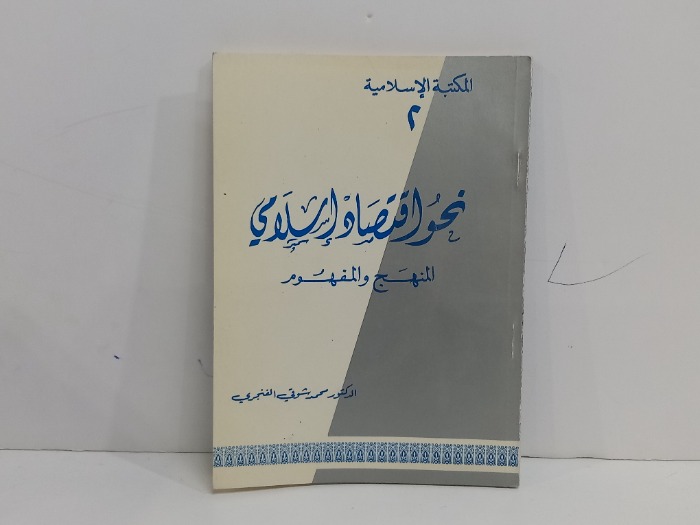 المكتبة الإسلامية
٢
نحو اقتصاد إسلامي
المنهج والمفهوم
الدكتور محمد شوقي الفنجري